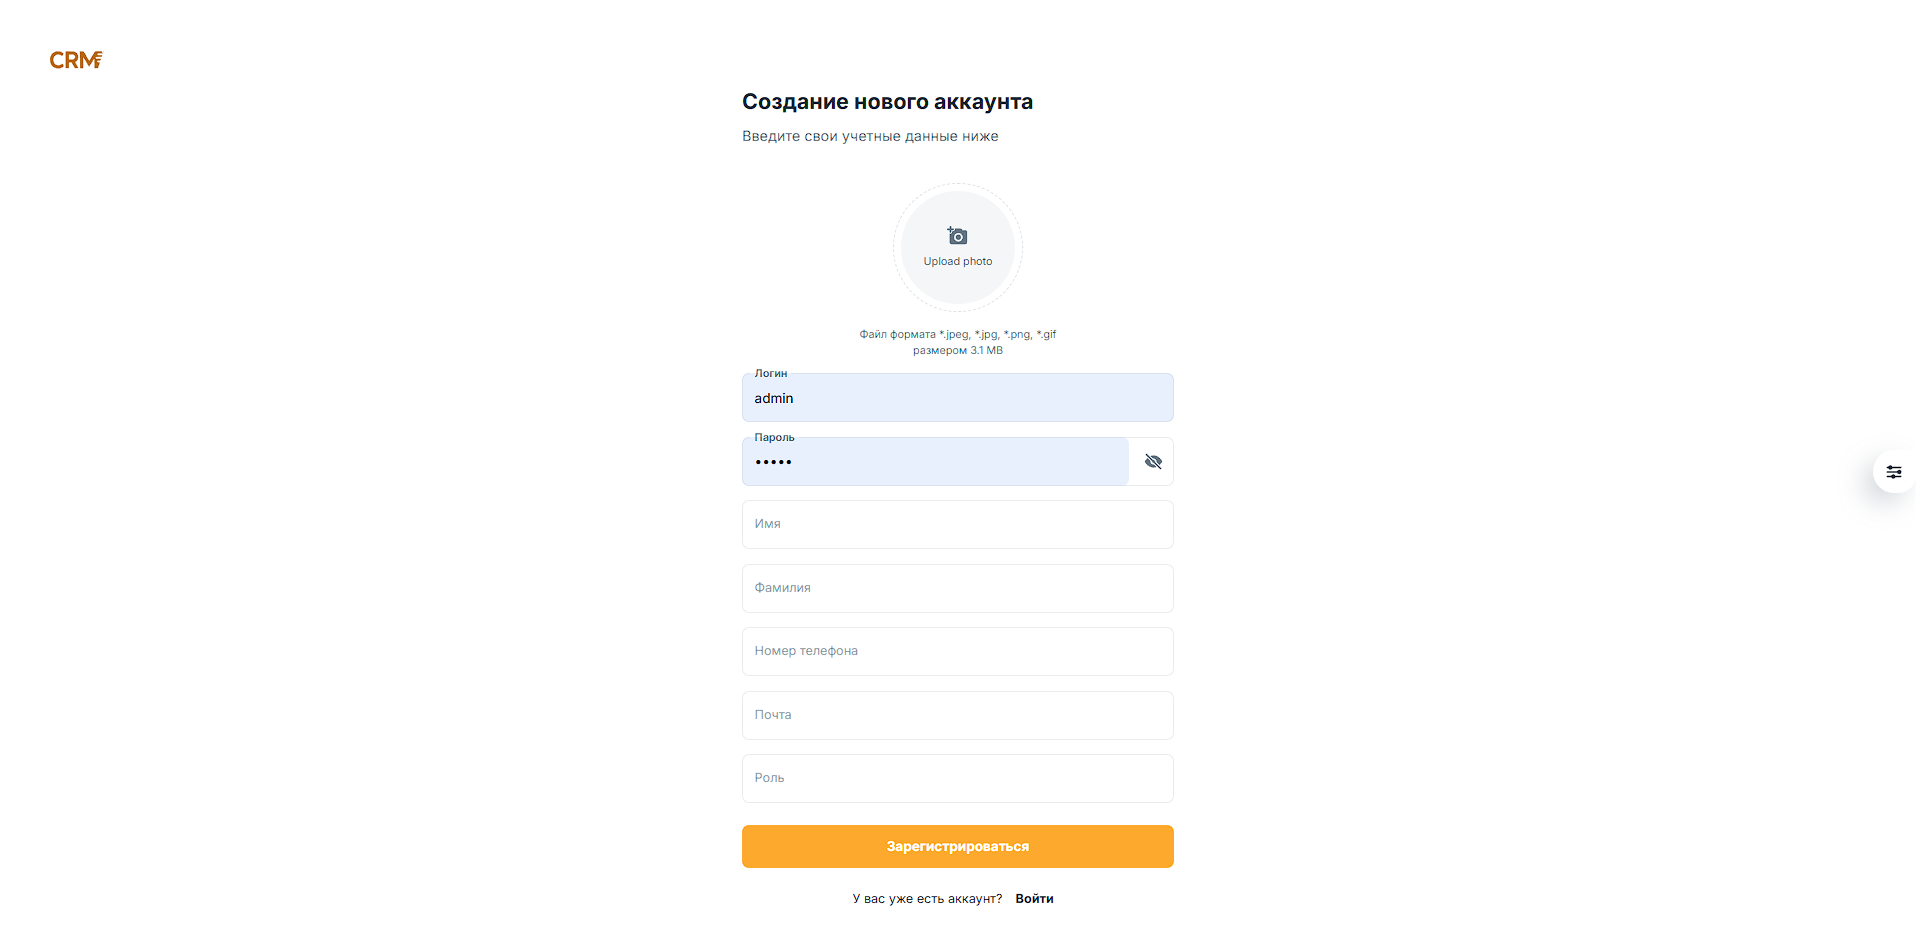 CRM
Создание нового аккаунта
Введите свои учетные данные ниже
Upload photo
Файл формата *.jpeg, *.jpg, *.png, *.gif
размером 3.1 MB
Логин
admin
Пароль
•••••
Имя
Фамилия
Номер телефона
Почта
Роль
Зарегистрироваться
У вас уже есть аккаунт? Войти